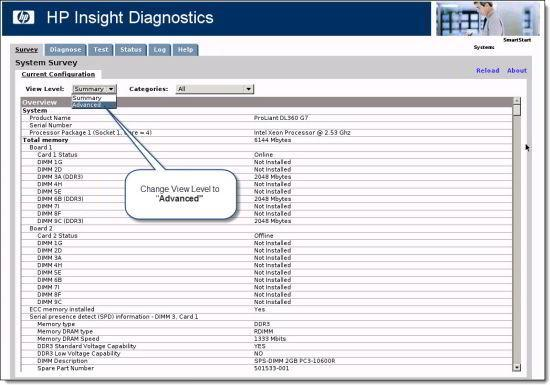 hp HP Insight Diagnostics
SmartStart
Systems
Survey Diagnose Test Status Log Help
System Survey
Reload About
Current Configuration
View Level: Summary Categories: All
Summary
Advanced
Overview
System
Product Name ProLiant DL360 G7
Serial Number
Processor Package 1 (Socket 1, Core = 4) Intel Xeon Processor @ 2.53 Ghz
Total memory 6144 Mbytes
Board 1
Card 1 Status Online
DIMM 1G Not Installed
DIMM 2D Not Installed
DIMM 3A (DDR3) 2048 Mbytes
DIMM 4H Not Installed
DIMM 5E Not Installed
DIMM 6B (DDR3) 2048 Mbytes
DIMM 7I Not Installed
DIMM 8F Not Installed
DIMM 9C (DDR3) 2048 Mbytes
Change View Level to
"Advanced"
Board 2
Card 2 Status Offline
DIMM 1G Not Installed
DIMM 2D Not Installed
DIMM 3A Not Installed
DIMM 4H Not Installed
DIMM 5E Not Installed
DIMM 6B Not Installed
DIMM 7I Not Installed
DIMM 8F Not Installed
DIMM 9C Not Installed
ECC memory installed Yes
Serial presence detect (SPD) information - DIMM 3, Card 1
Memory type DDR3
Memory DRAM type RDIMM
Memory DRAM Speed 1333 Mbits
DDR3 Standard Voltage Capability YES
DDR3 Low Voltage Capability NO
DIMM Description SPS-DIMM 2GB PC3-10600R
Spare Part Number 501533-001